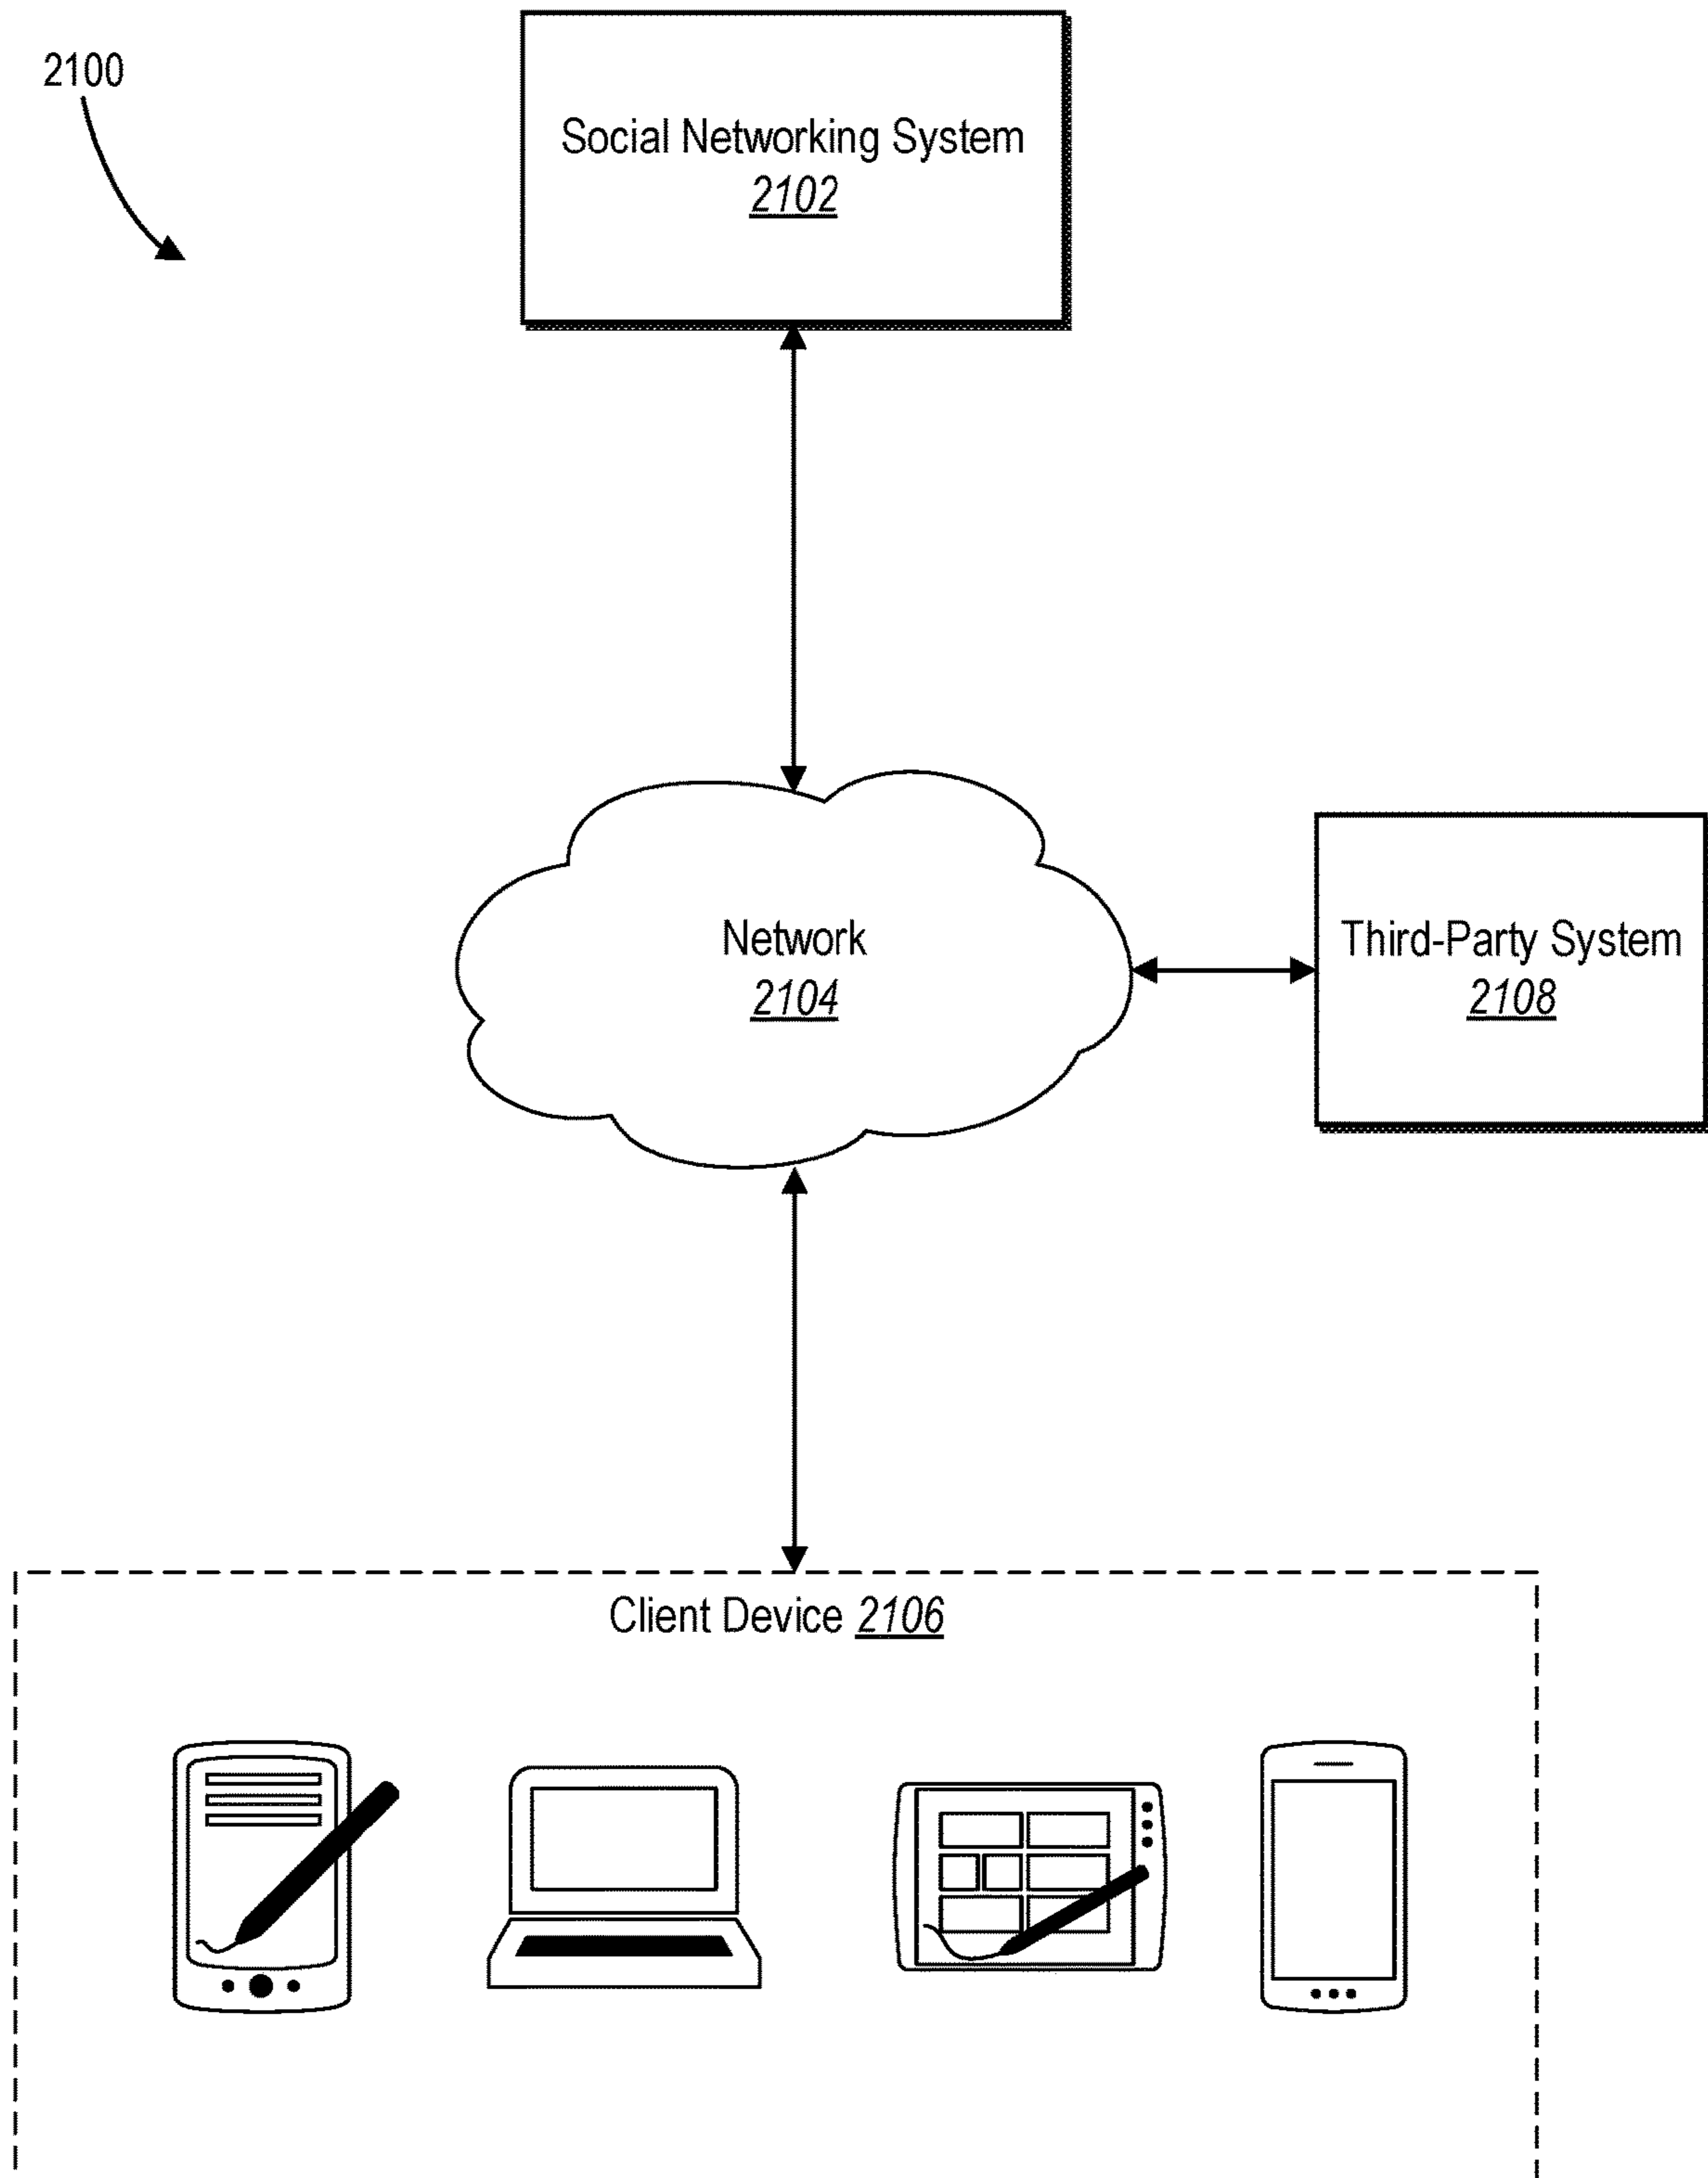 2100
Social Networking System
2102
Network
2104
Third-Party System
2108
Client Device 2106